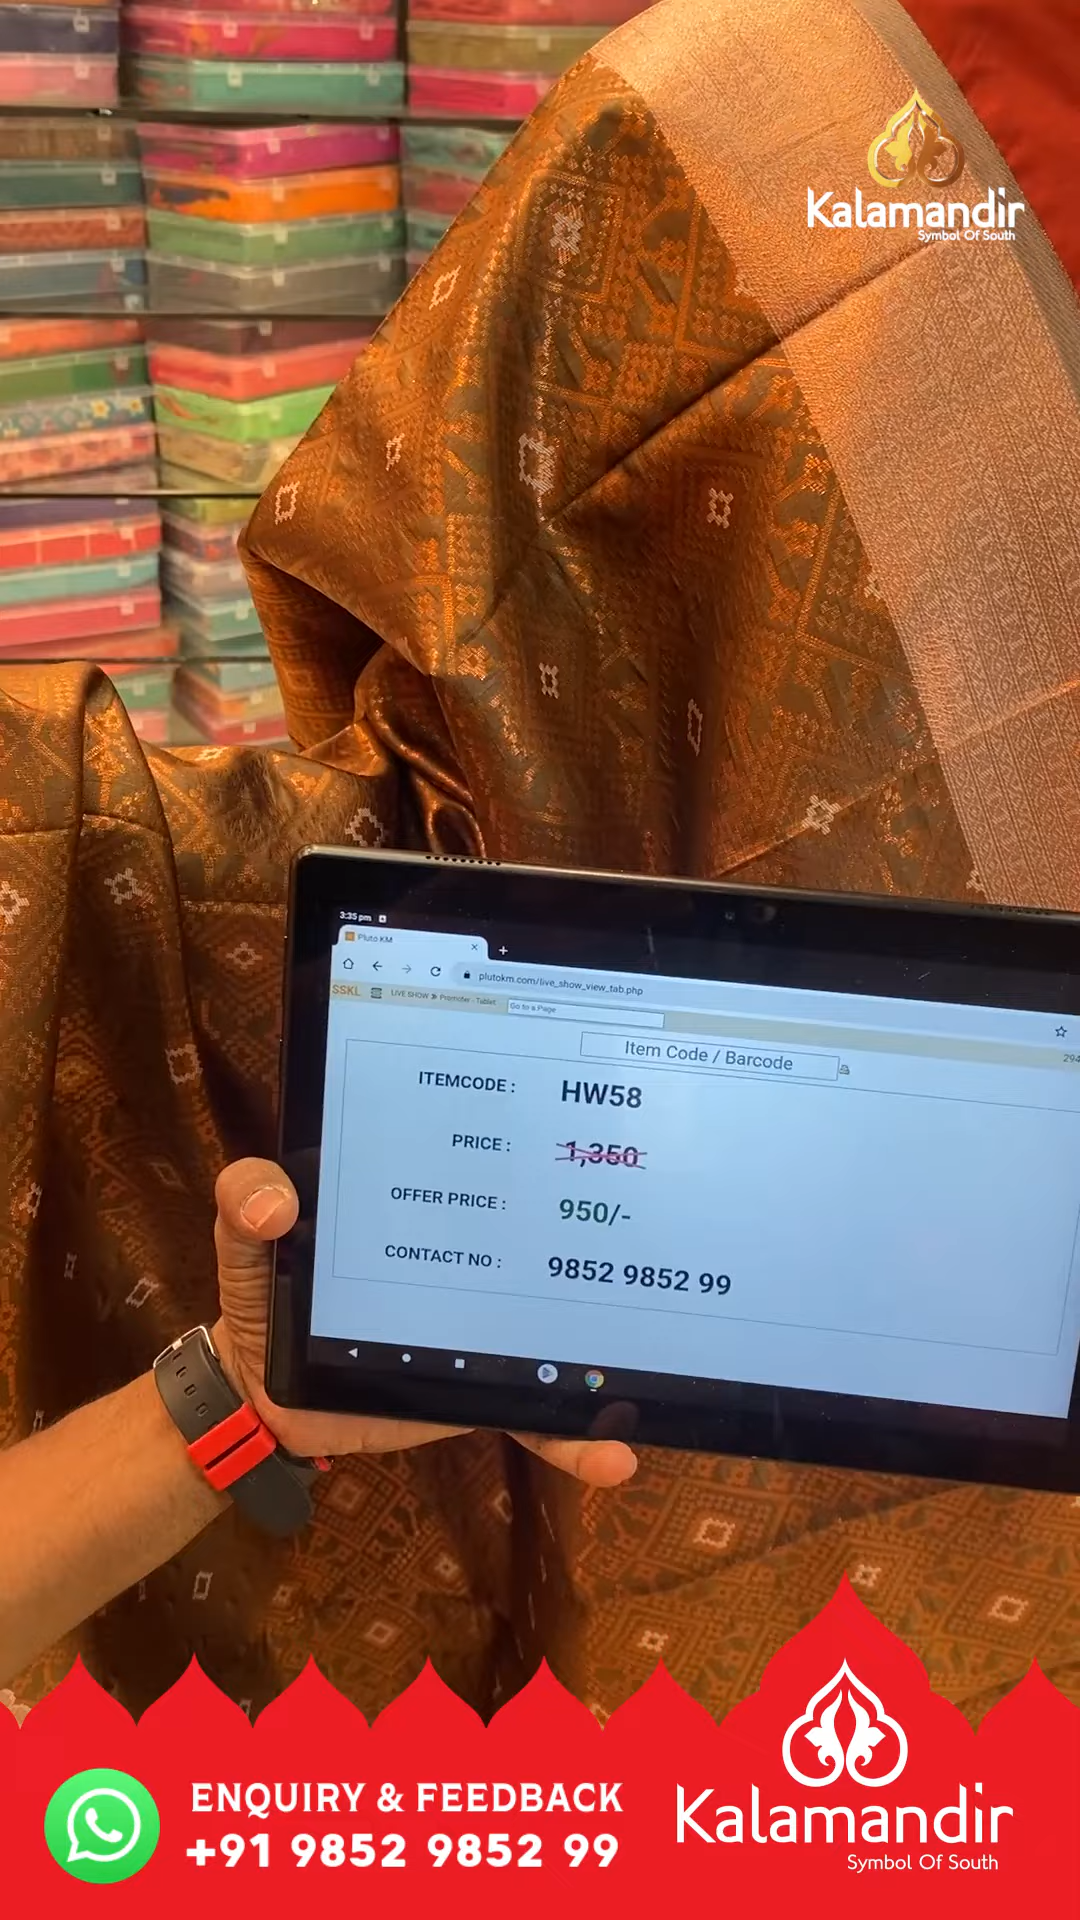 Kalamandir
Symbol Of South
3:35 pm
Pluto KM
plutokm.com/live_show_view_tab.php
SSKL
LIVE SHOW » Promoter - Tablet
Go to a Page
294
Item Code / Barcode
ITEMCODE : HW58
PRICE : 1,350
OFFER PRICE : 950/-
CONTACT NO : 9852 9852 99
ENQUIRY & FEEDBACK
+91 9852 9852 99
Kalamandir
Symbol Of South